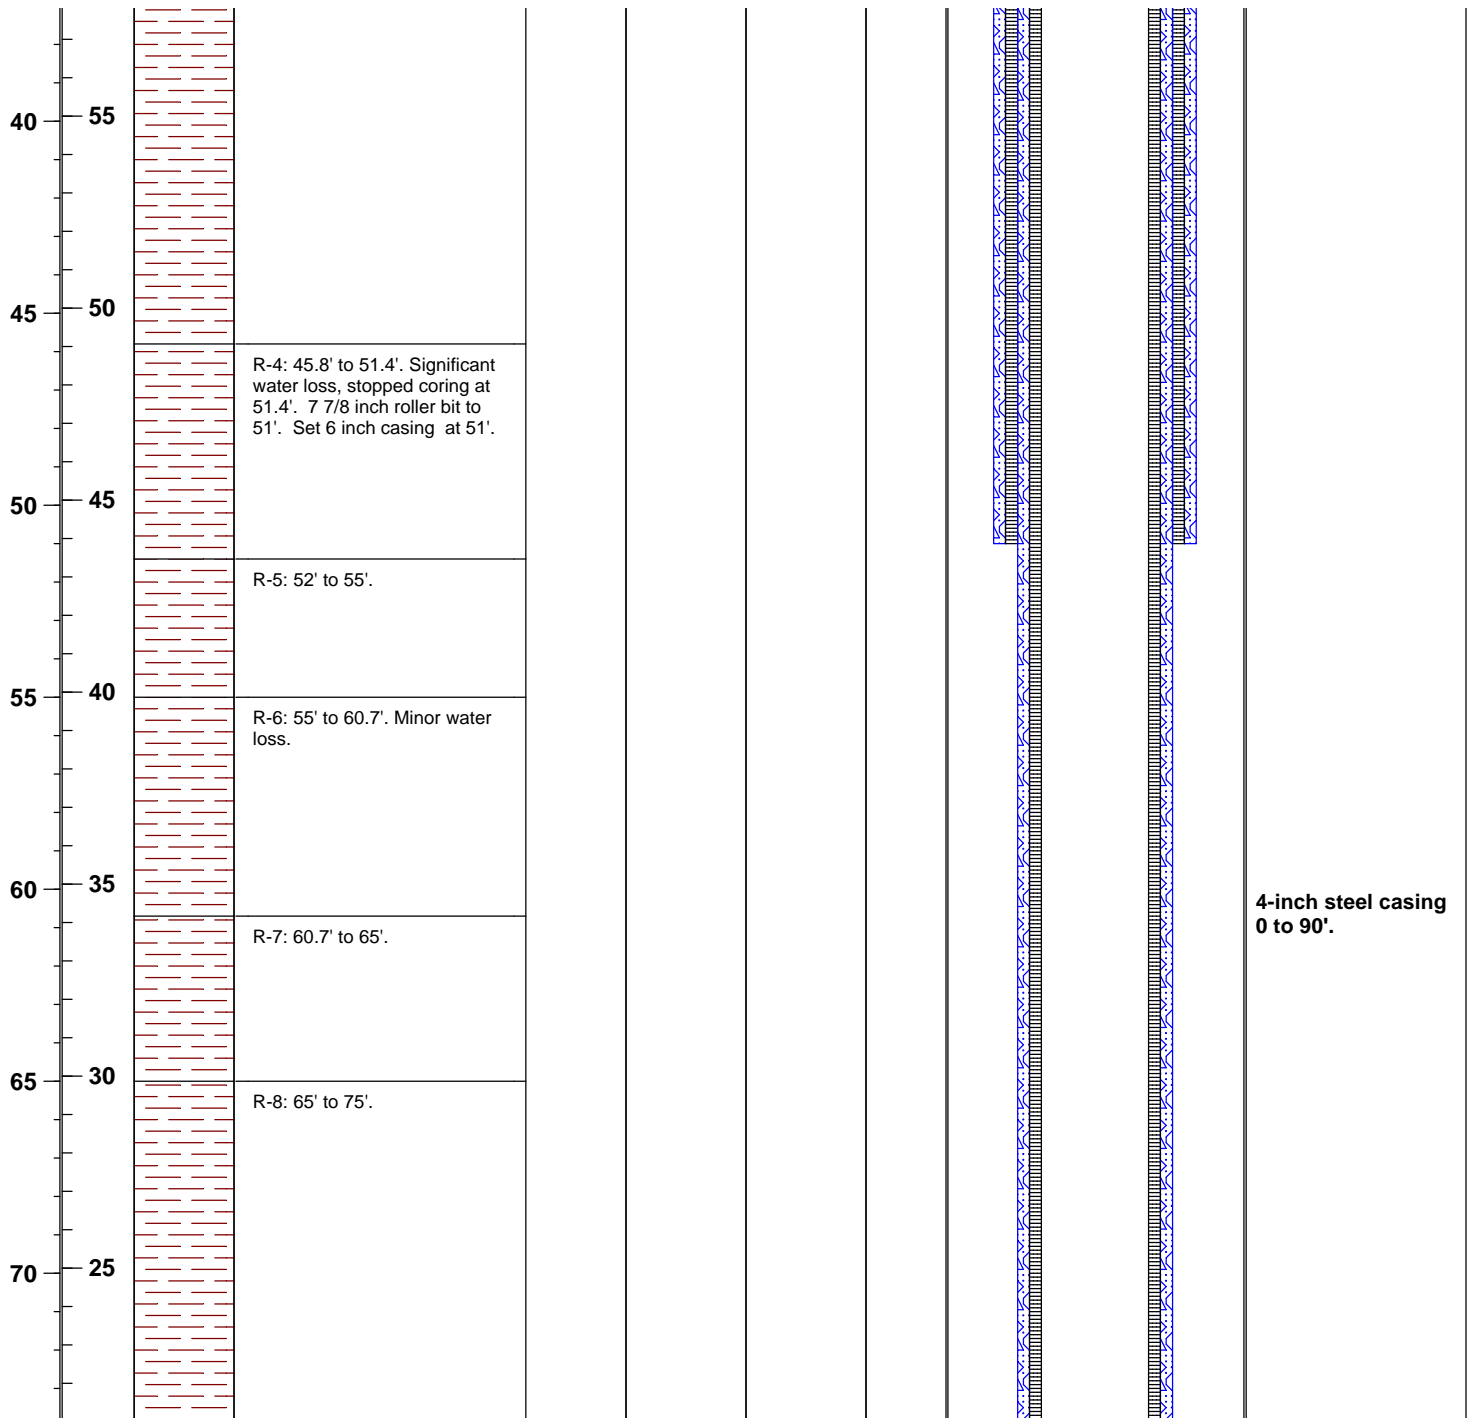 40 55
45 50
R-4: 45.8' to 51.4'. Significant
water loss, stopped coring at
51.4'. 7 7/8 inch roller bit to
51'. Set 6 inch casing at 51'.
50 45
R-5: 52' to 55'.
55 40
R-6: 55' to 60.7'. Minor water
loss.
60 35
4-inch steel casing
0 to 90'.
R-7: 60.7' to 65'.
65 30
R-8: 65' to 75'.
70 25